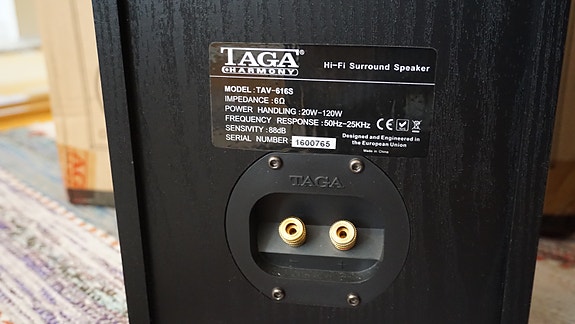 TAGA®
HARMONY
Hi-Fi Surround Speaker
MODEL : TAV-616S
IMPEDANCE : 6Ω
POWER HANDLING : 20W-120W
FREQUENCY RESPONSE : 50Hz-25KHz
SENSIVITY : 88dB
SERIAL NUMBER : 1600765
CE
Designed and Engineered in
the European Union
Made in China
TAGA